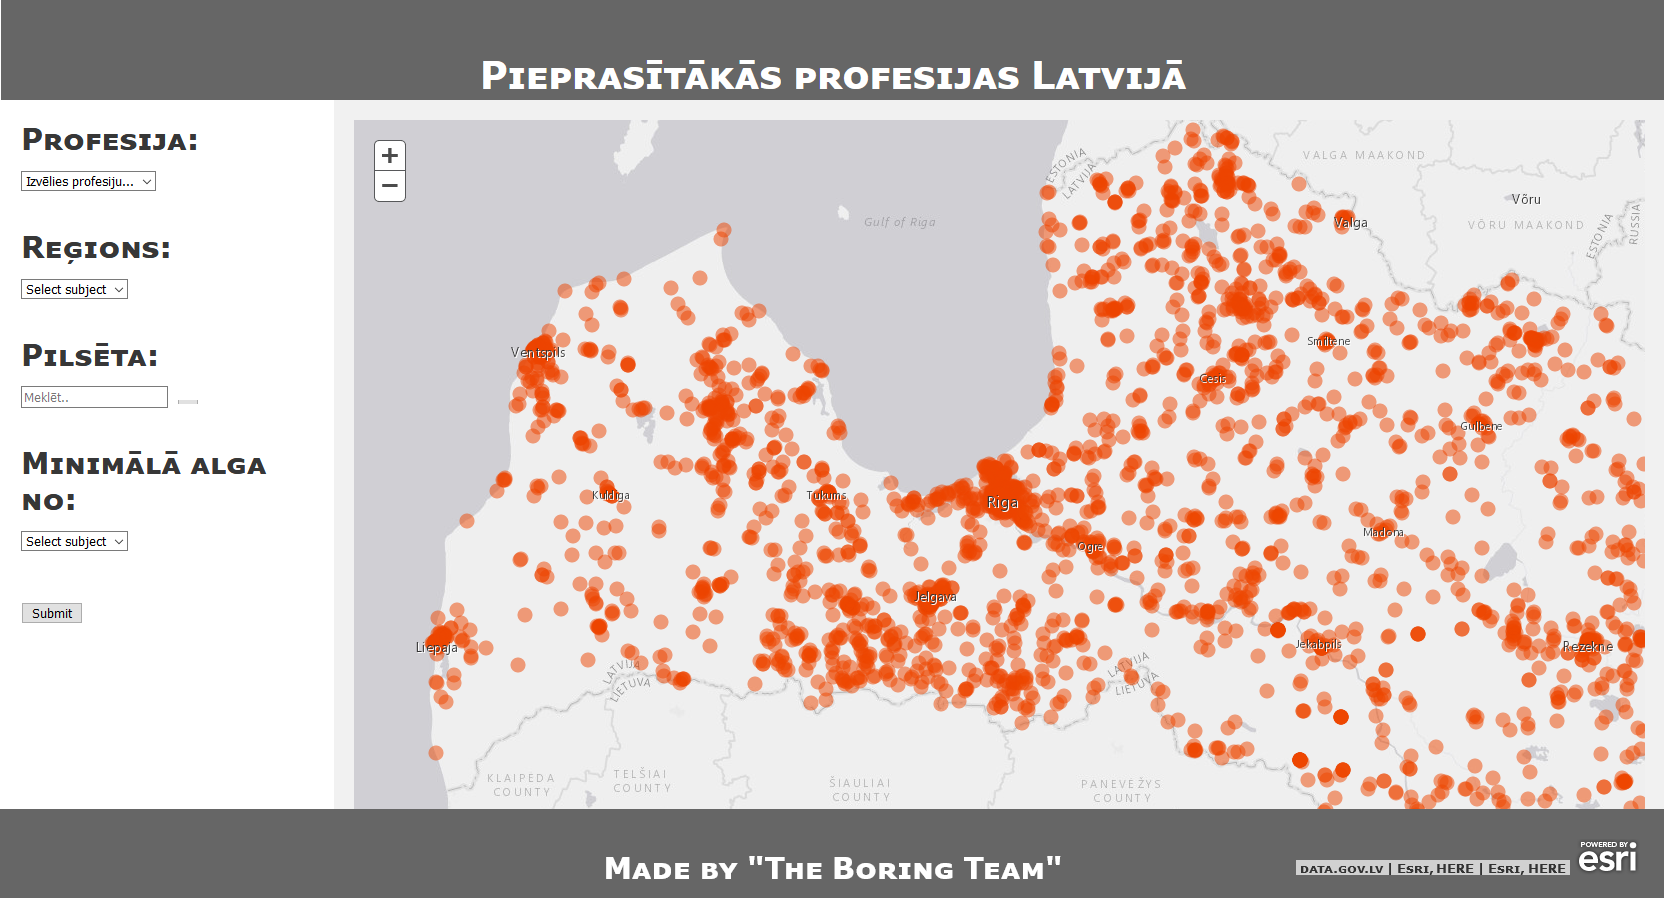 Pieprasītākās profesijas Latvijā
Profesija:
Izvēlies profesiju...
Reģions:
Select subject
Pilsēta:
Meklēt..
Minimālā alga
no:
Select subject
Submit
+
−
ESTONIA
LATVIJA
VALGA MAAKOND
Võru
VÕRU MAAKOND
ESTONIA
RUSSIA
Gulf of Riga
Valga
Ventspils
Smiltene
Cēsis
Gulbene
Kuldīga
Tukums
Riga
Ogre
Madona
Jelgava
Liepaja
Jekabpils
Rezekne
LATVIJA
LIETUVA
LATVIJA
LIETUVA
KLAIPEDA
COUNTY
TELŠIAI
COUNTY
ŠIAULIAI
COUNTY
PANEVEŽYS
COUNTY
Made by "The Boring Team"
data.gov.lv | Esri, HERE | Esri, HERE
POWERED BY
esri